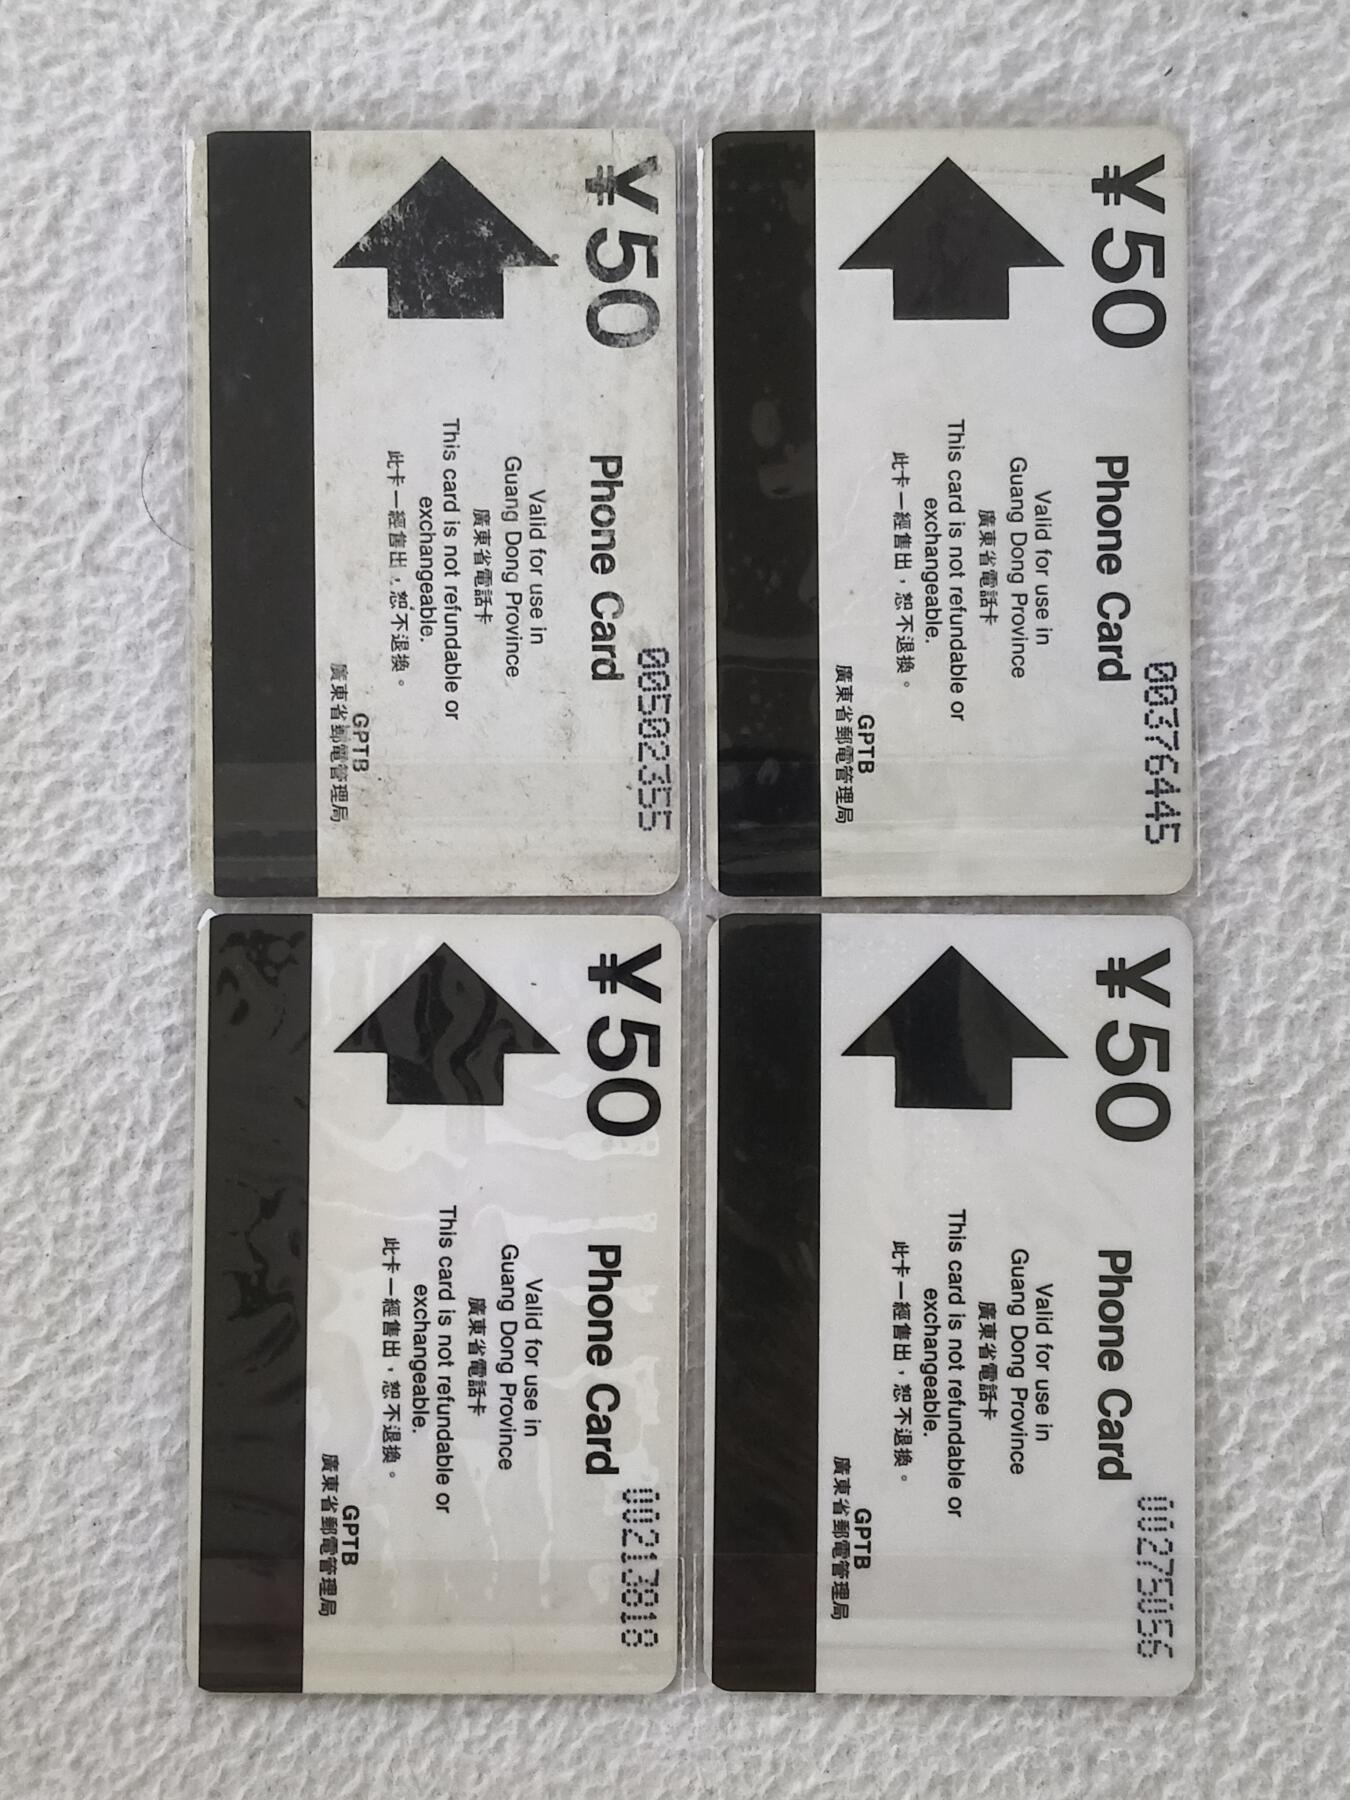 ¥50
Phone Card
00502355
Valid for use in
Guang Dong Province
廣東省電話卡
This card is not refundable or
exchangeable.
此卡一經售出，恕不退換。
GPTB
廣東省郵電管理局
¥50
Phone Card
00376445
Valid for use in
Guang Dong Province
廣東省電話卡
This card is not refundable or
exchangeable.
此卡一經售出，恕不退換。
GPTB
廣東省郵電管理局
¥50
Phone Card
00213818
Valid for use in
Guang Dong Province
廣東省電話卡
This card is not refundable or
exchangeable.
此卡一經售出，恕不退換。
GPTB
廣東省郵電管理局
¥50
Phone Card
00275056
Valid for use in
Guang Dong Province
廣東省電話卡
This card is not refundable or
exchangeable.
此卡一經售出，恕不退換。
GPTB
廣東省郵電管理局